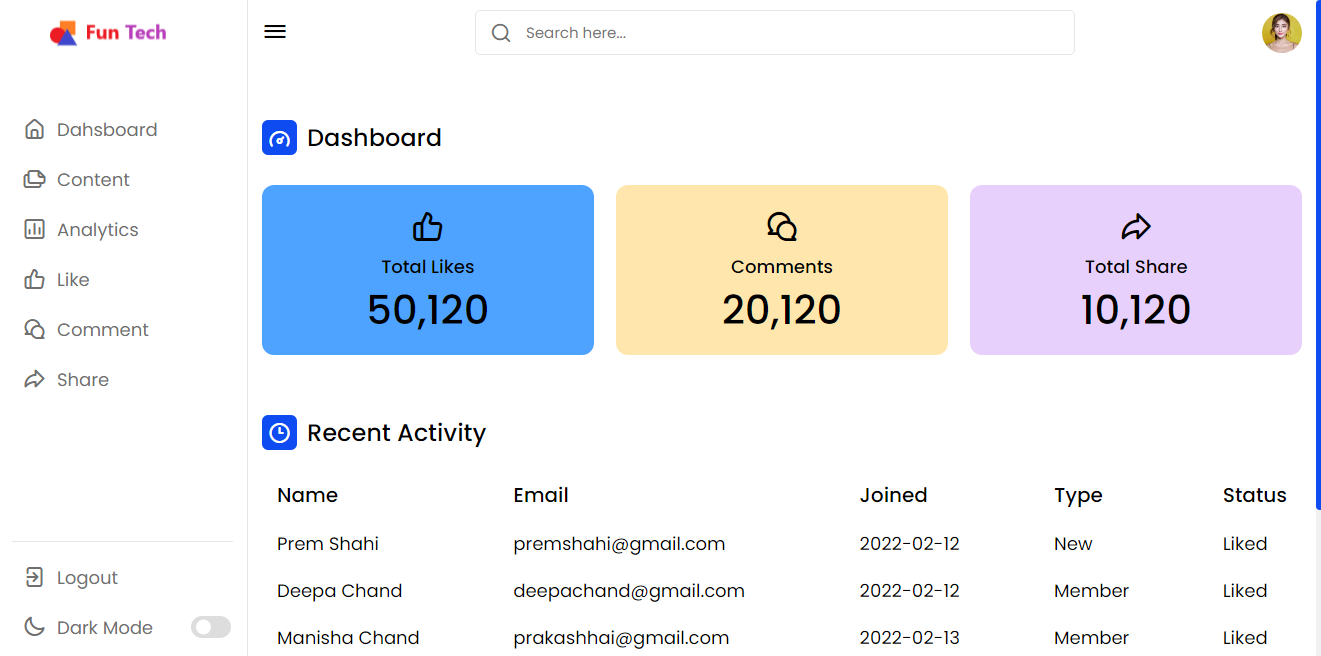 Fun Tech
Search here...
Dahsboard
Content
Analytics
Like
Comment
Share
Logout
Dark Mode
Dashboard
Total Likes
50,120
Comments
20,120
Total Share
10,120
Recent Activity
Name Email Joined Type Status
Prem Shahi premshahi@gmail.com 2022-02-12 New Liked
Deepa Chand deepachand@gmail.com 2022-02-12 Member Liked
Manisha Chand prakashhai@gmail.com 2022-02-13 Member Liked